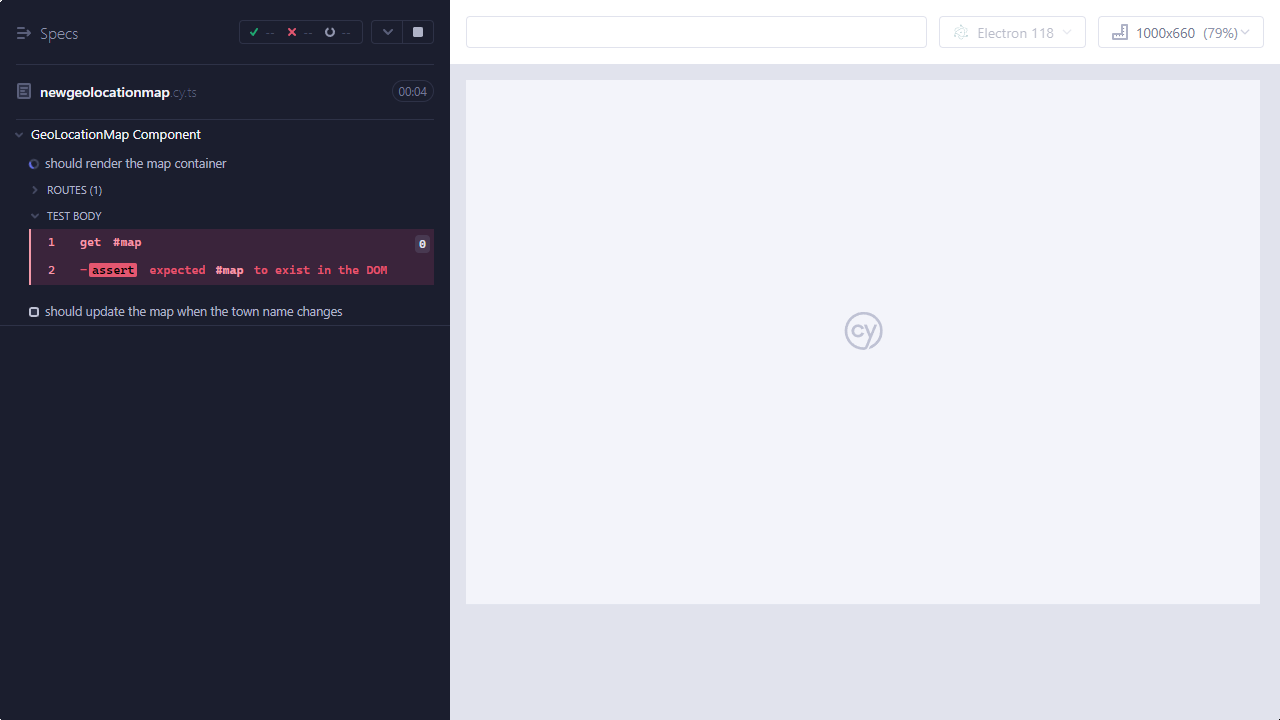 Specs
-- -- --
newgeolocationmap.cy.ts 00:04
GeoLocationMap Component
should render the map container
ROUTES (1)
TEST BODY
1 get #map 0
2 -assert expected #map to exist in the DOM
should update the map when the town name changes
Electron 118
1000x660 (79%)
cy